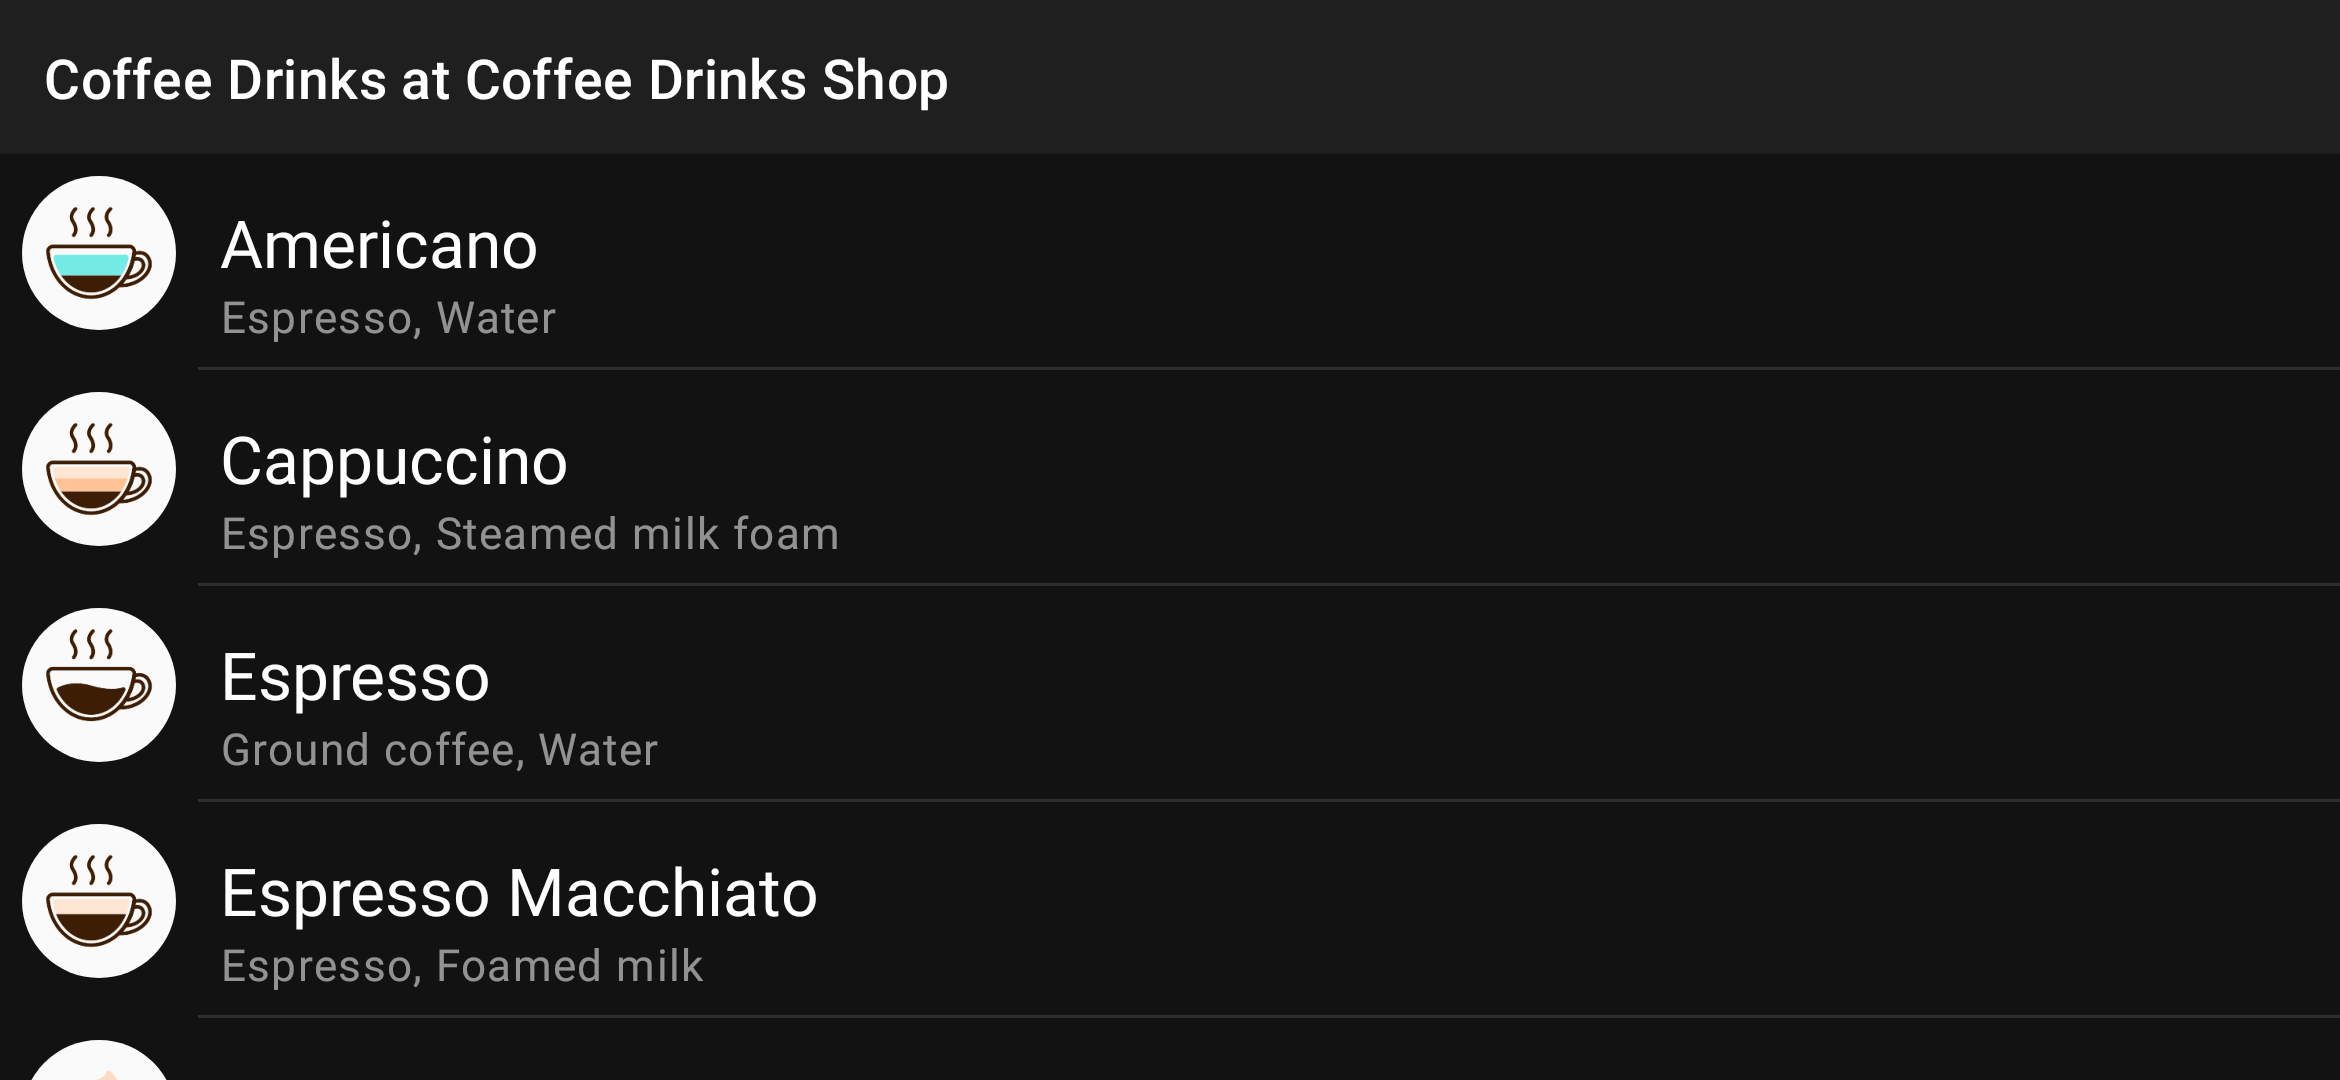 Coffee Drinks at Coffee Drinks Shop
Americano
Espresso, Water
Cappuccino
Espresso, Steamed milk foam
Espresso
Ground coffee, Water
Espresso Macchiato
Espresso, Foamed milk